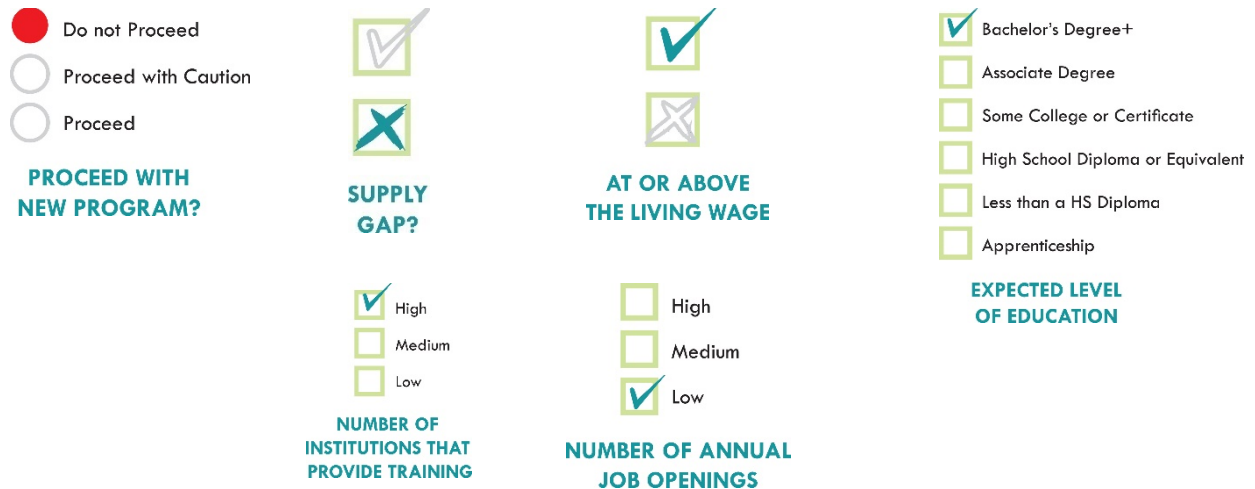 Do not Proceed
Proceed with Caution
Proceed
PROCEED WITH
NEW PROGRAM?
SUPPLY
GAP?
AT OR ABOVE
THE LIVING WAGE
Bachelor’s Degree+
Associate Degree
Some College or Certificate
High School Diploma or Equivalent
Less than a HS Diploma
Apprenticeship
EXPECTED LEVEL
OF EDUCATION
High
Medium
Low
NUMBER OF
INSTITUTIONS THAT
PROVIDE TRAINING
High
Medium
Low
NUMBER OF ANNUAL
JOB OPENINGS